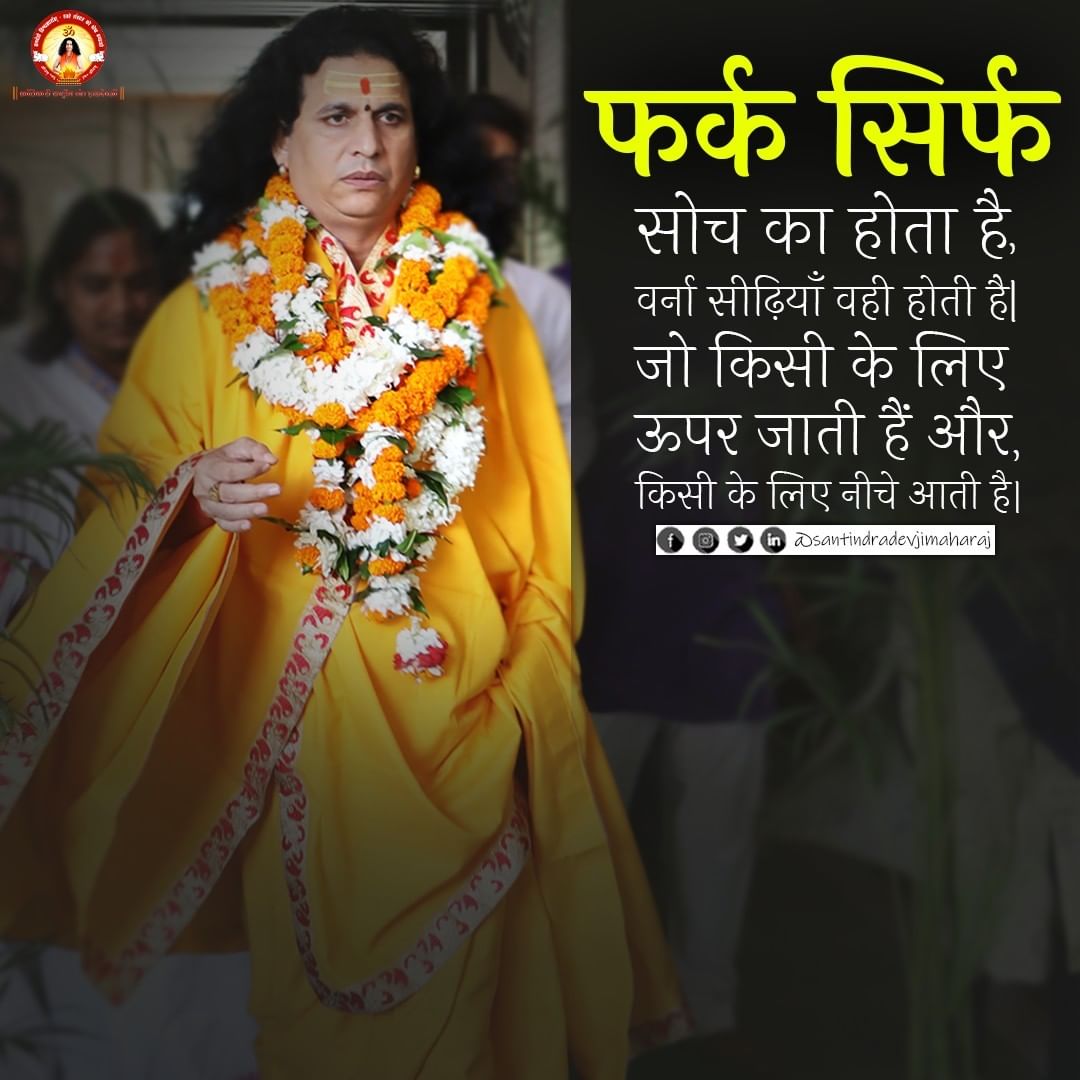 फर्क सिर्फ
सोच का होता है,
वर्ना सीढ़ियाँ वही होती है|
जो किसी के लिए
ऊपर जाती हैं और,
किसी के लिए नीचे आती है।
@santindradevjimaharaj